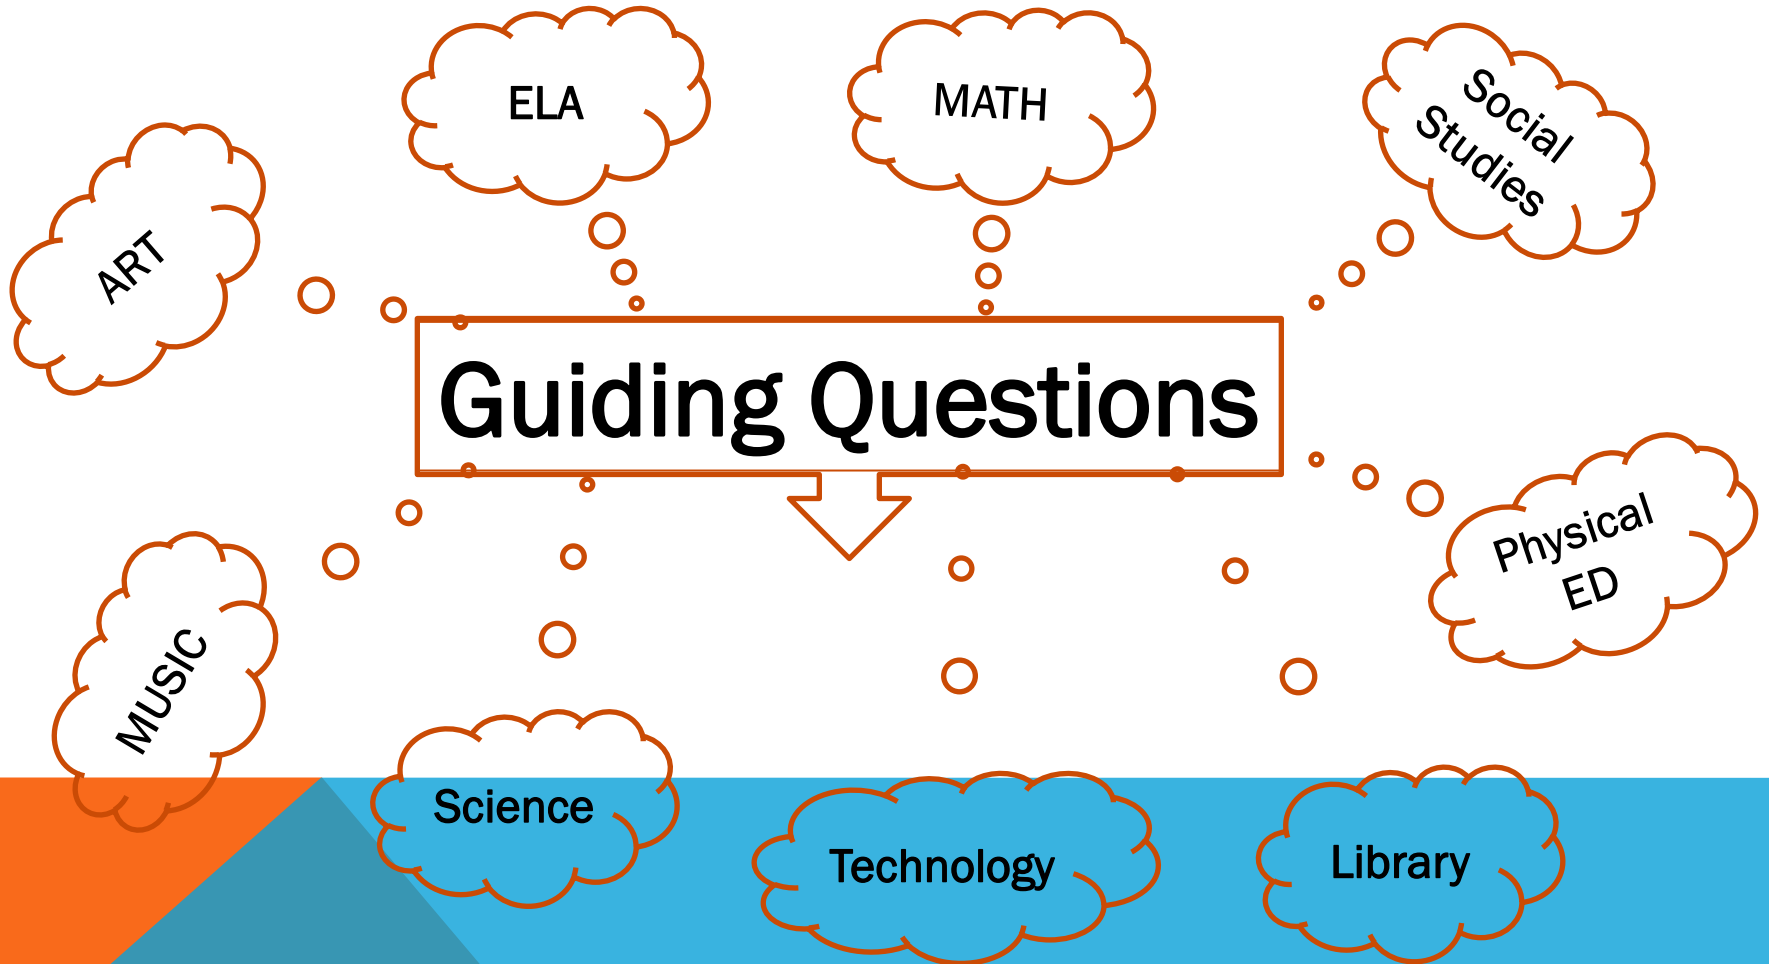 ELA
MATH
Social
Studies
ART
Guiding Questions
Physical
ED
MUSIC
Science
Technology
Library